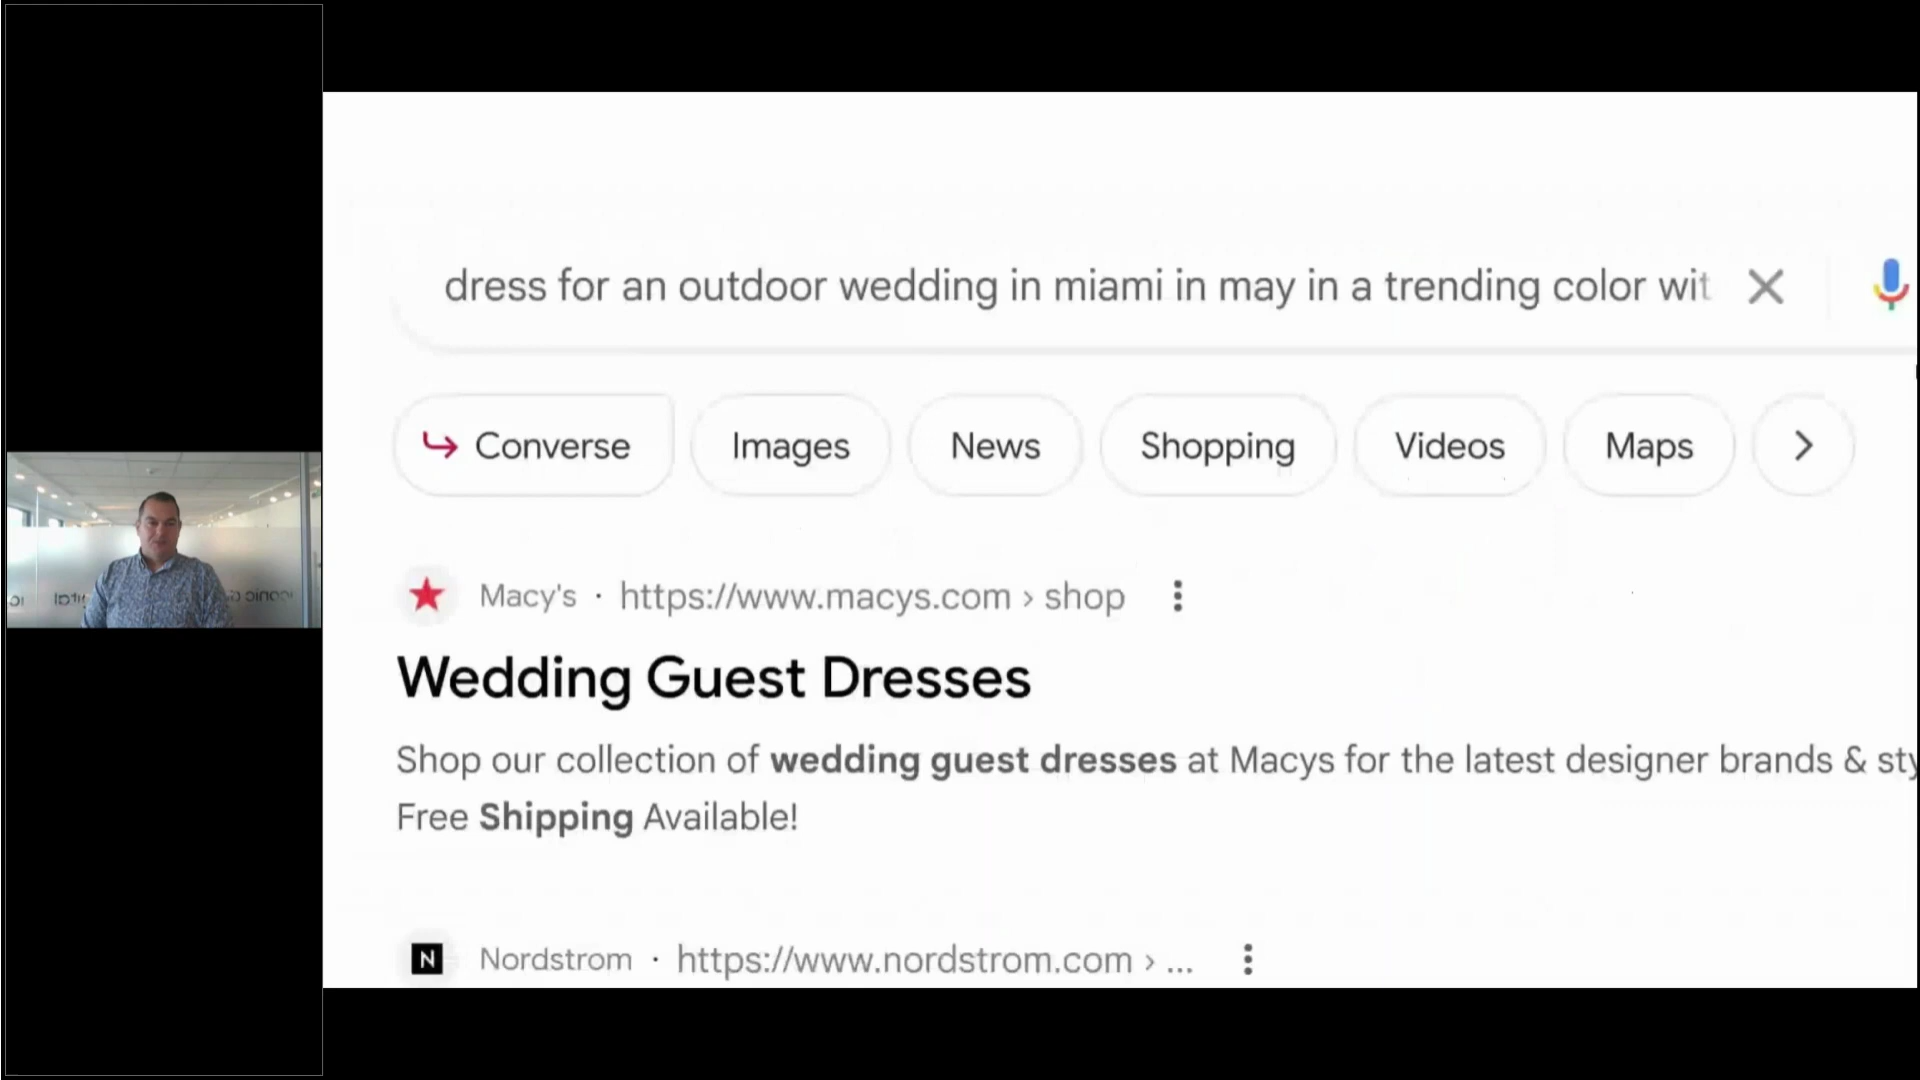 dress for an outdoor wedding in miami in may in a trending color wit
Converse
Images
News
Shopping
Videos
Maps
Macy's · https://www.macys.com › shop
Wedding Guest Dresses
Shop our collection of wedding guest dresses at Macys for the latest designer brands & sty
Free Shipping Available!
N
Nordstrom · https://www.nordstrom.com › ...